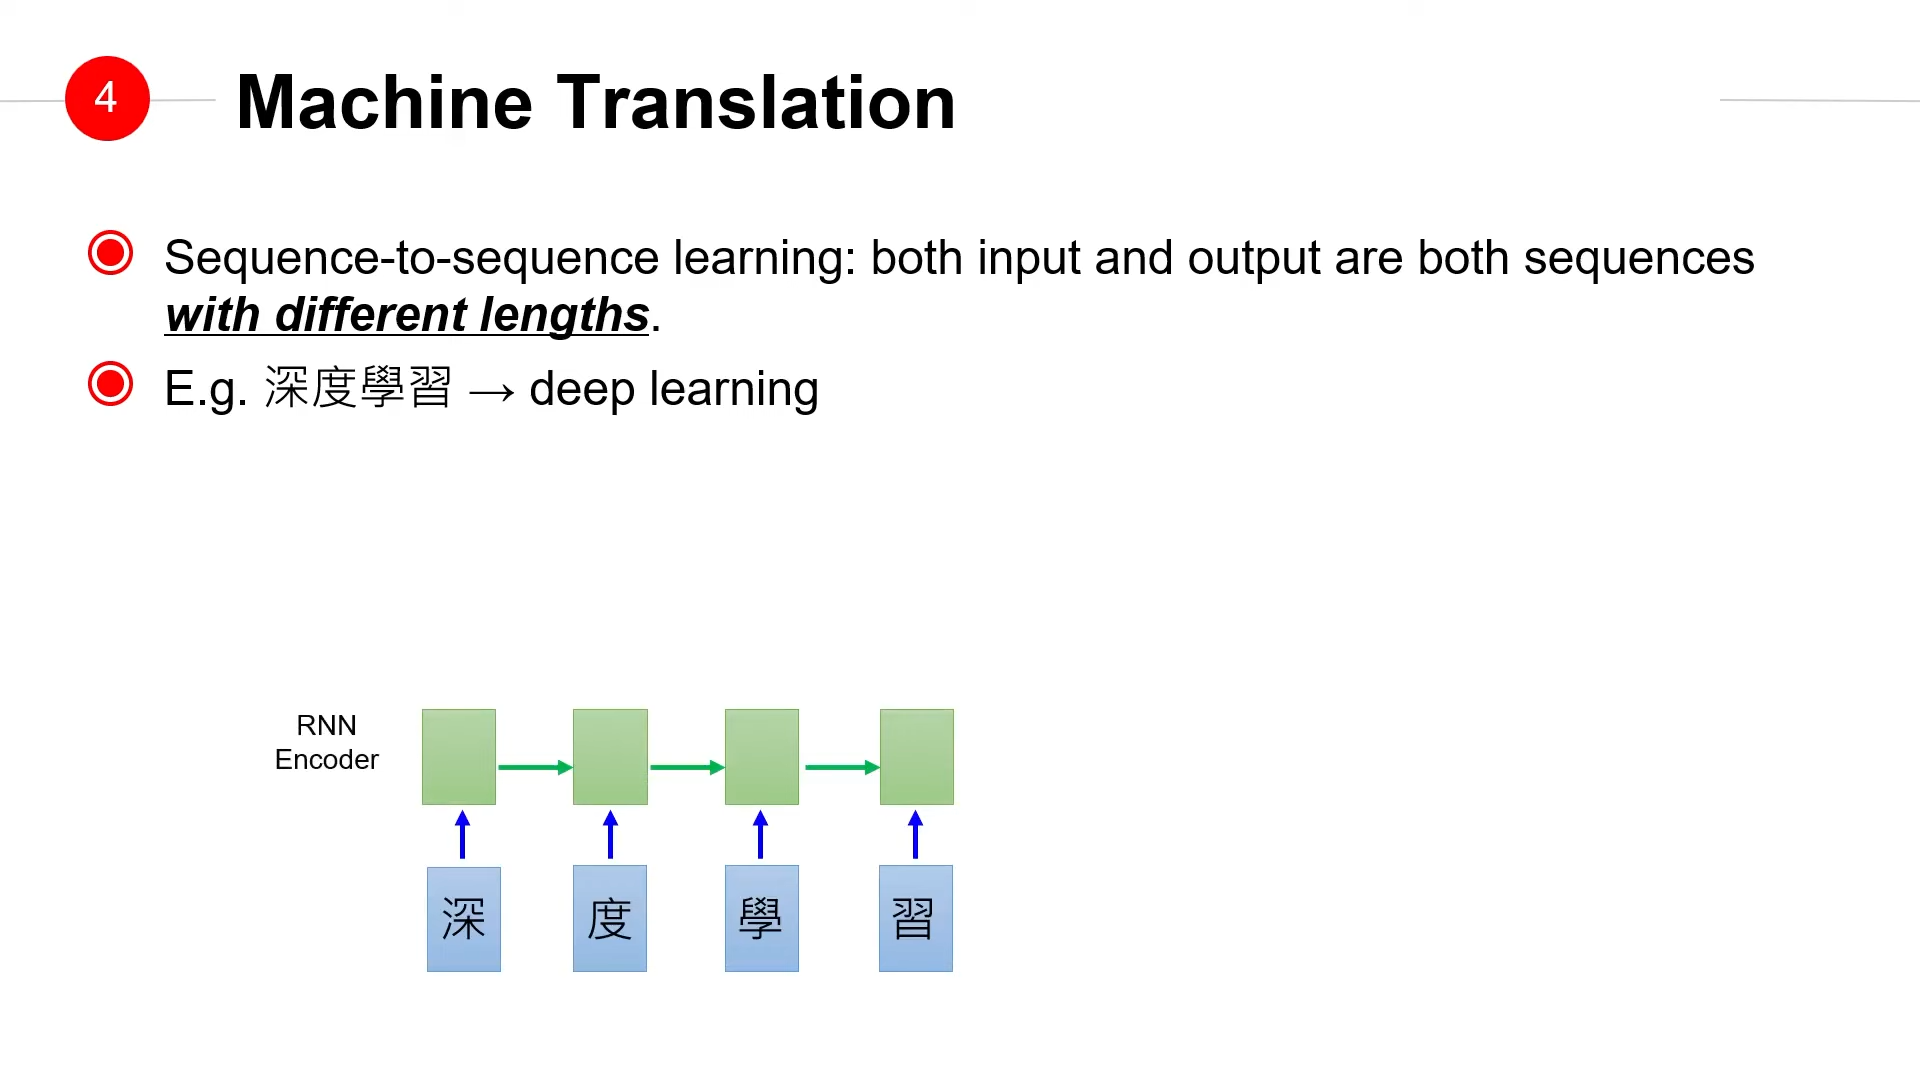 4
Machine Translation
Sequence-to-sequence learning: both input and output are both sequences
with different lengths.
E.g. 深度學習 → deep learning
RNN
Encoder
深 度 學 習